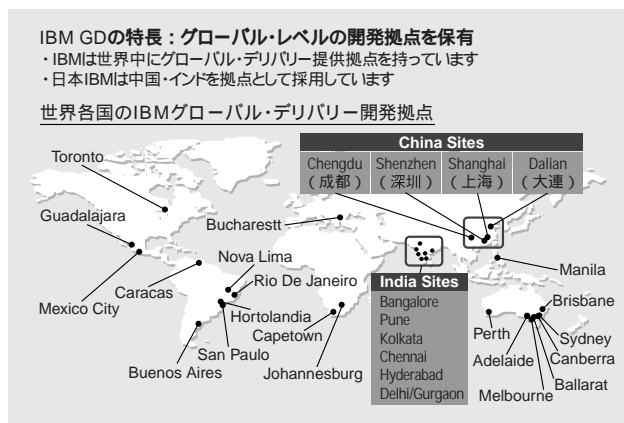 IBM GDの特長：グローバル・レベルの開発拠点を保有
・IBMは世界中にグローバル・デリバリー提供拠点を持っています
・日本IBMは中国・インドを拠点として採用しています
世界各国のIBMグローバル・デリバリー開発拠点
China Sites
Chengdu
（成都）
Shenzhen
（深圳）
Shanghai
（上海）
Dalian
（大連）
Toronto
Guadalajara
Bucharestt
Nova Lima
Rio De Janeiro
Mexico City
Caracas
Hortolandia
Capetown
San Paulo
Buenos Aires
Johannesburg
India Sites
Bangalore
Pune
Kolkata
Chennai
Hyderabad
Delhi/Gurgaon
Manila
Brisbane
Perth
Sydney
Adelaide
Canberra
Ballarat
Melbourne